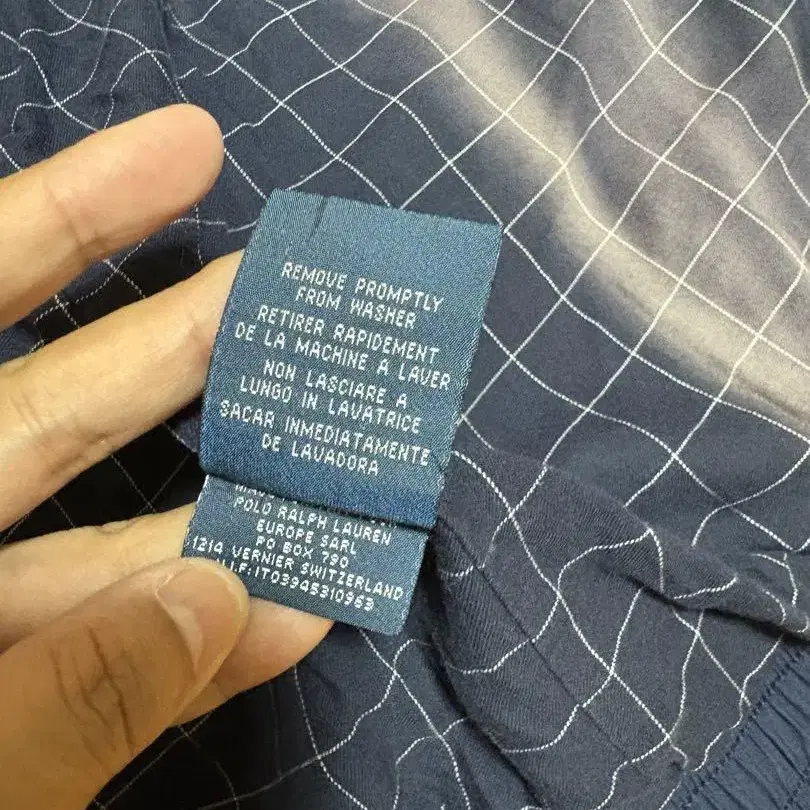 REMOVE PROMPTLY
FROM WASHER
RETIRER RAPIDEMENT
DE LA MACHINE A LAVER
NON LASCIARE A
LUNGO IN LAVATRICE
SACAR INMEDIATAMENTE
DE LAVADORA
POLO RALPH LAUREN
EUROPE SARL
PO BOX 790
1214 VERNIER SWITZERLAND
IT03945310963